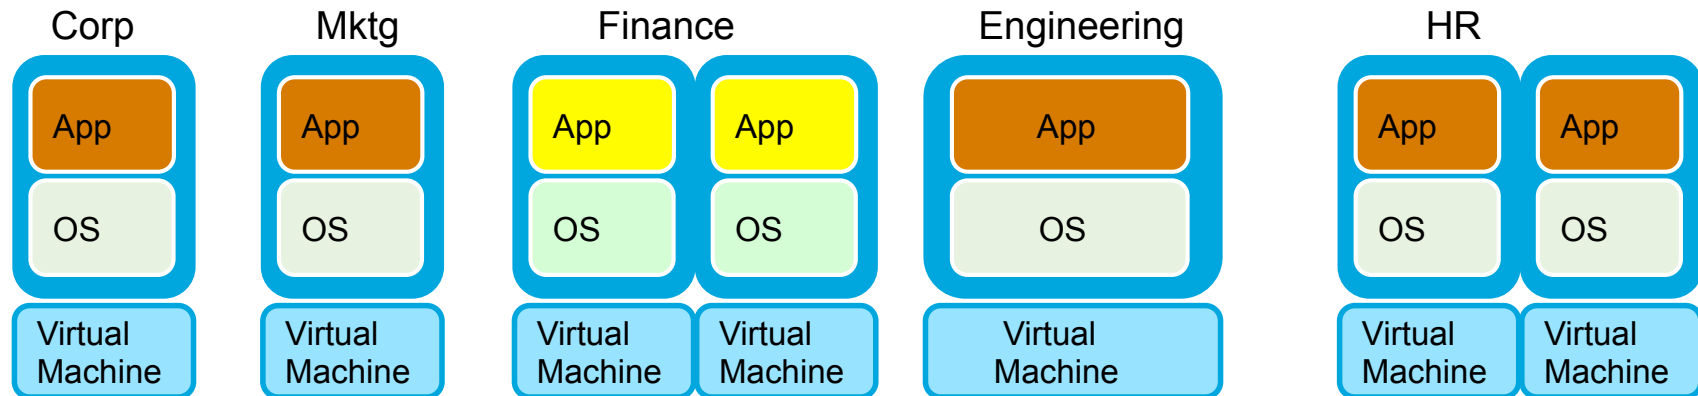 Corp Mktg Finance Engineering HR
App App App App App App App
OS OS OS OS OS OS OS
Virtual Virtual Virtual Virtual Virtual Virtual Virtual
Machine Machine Machine Machine Machine Machine Machine